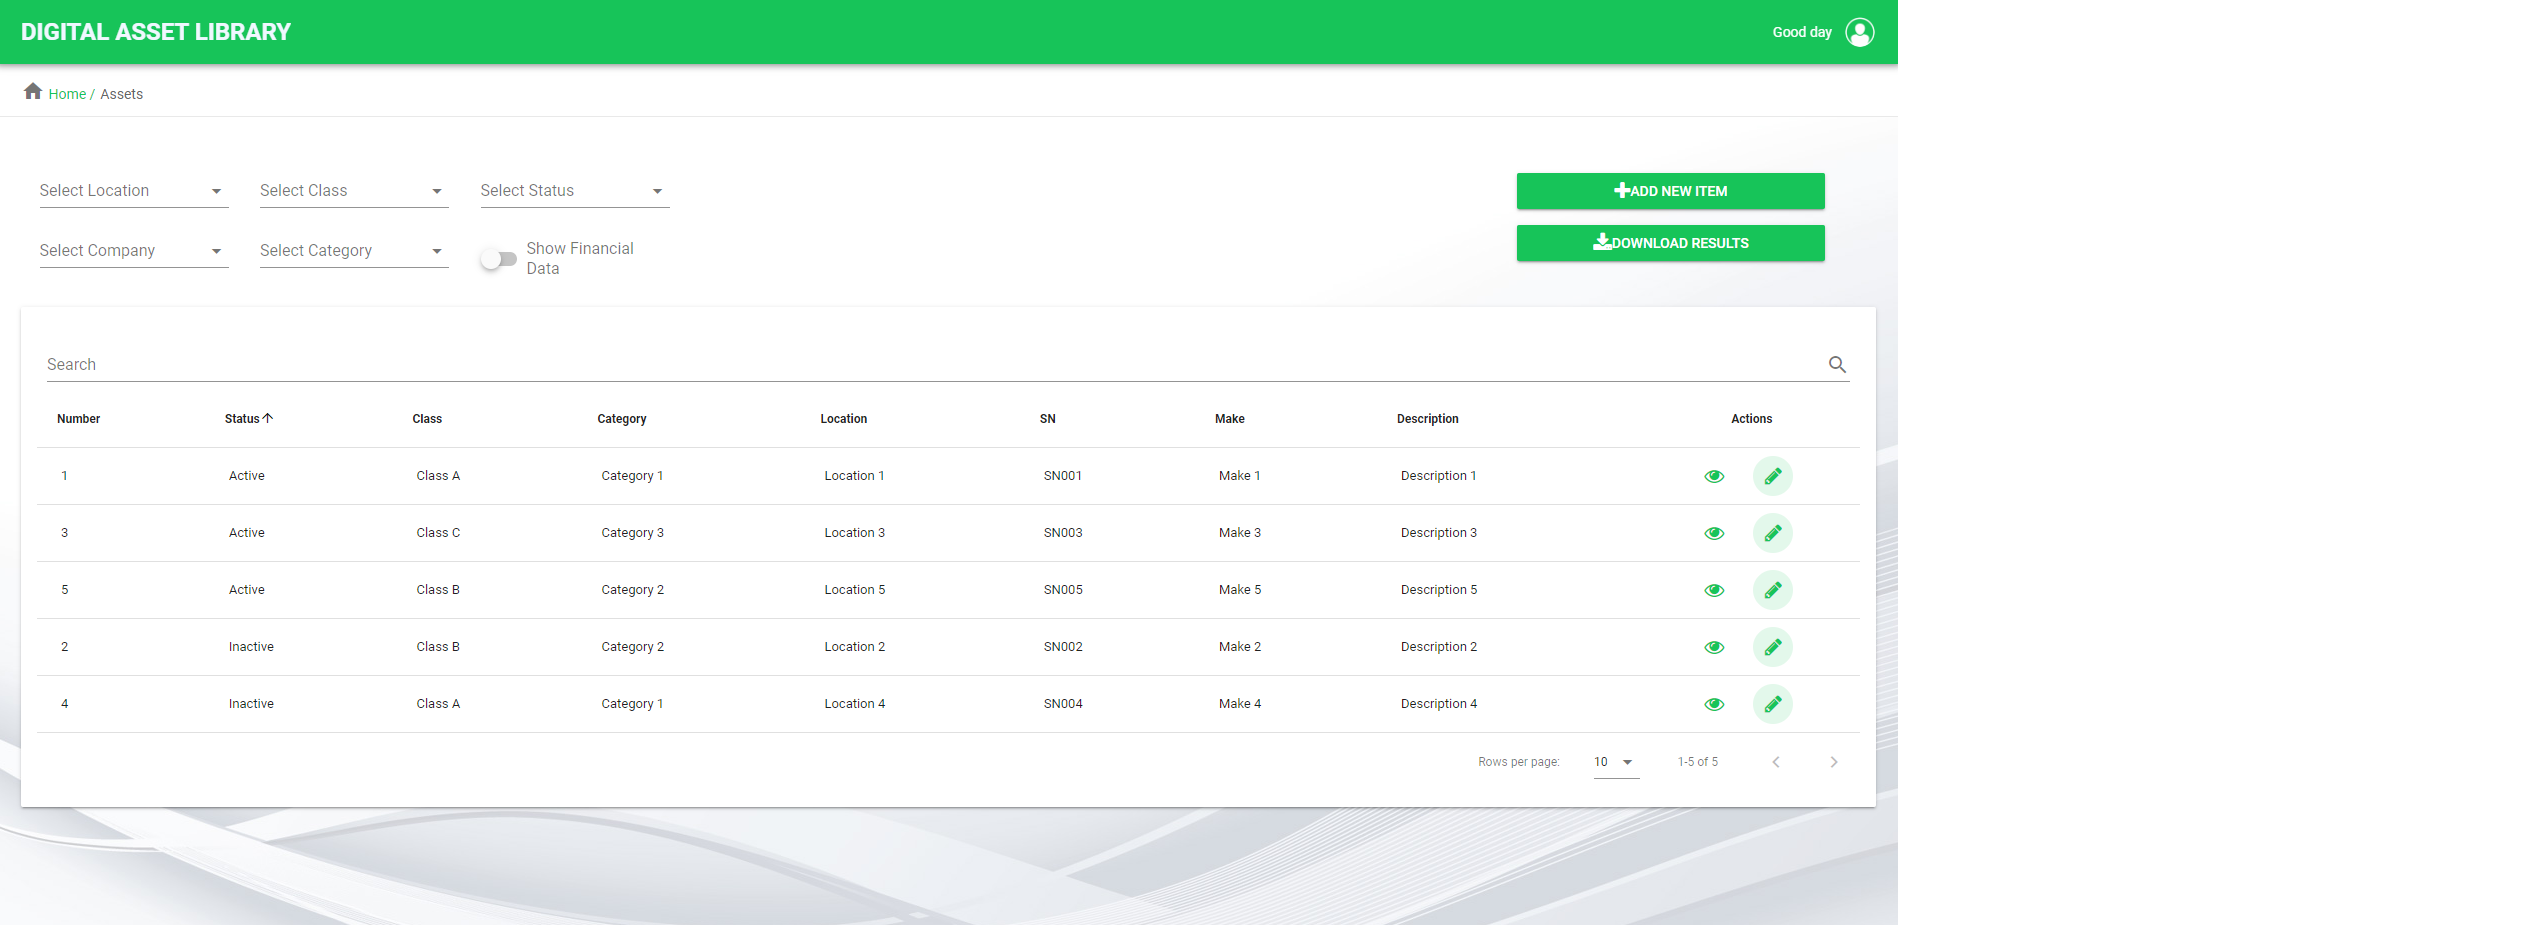 DIGITAL ASSET LIBRARY
Good day
Home / Assets
Select Location
Select Class
Select Status
ADD NEW ITEM
Select Company
Select Category
Show Financial
Data
DOWNLOAD RESULTS
Search
Number Status Class Category Location SN Make Description Actions
1 Active Class A Category 1 Location 1 SN001 Make 1 Description 1
3 Active Class C Category 3 Location 3 SN003 Make 3 Description 3
5 Active Class B Category 2 Location 5 SN005 Make 5 Description 5
2 Inactive Class B Category 2 Location 2 SN002 Make 2 Description 2
4 Inactive Class A Category 1 Location 4 SN004 Make 4 Description 4
Rows per page: 10 1-5 of 5